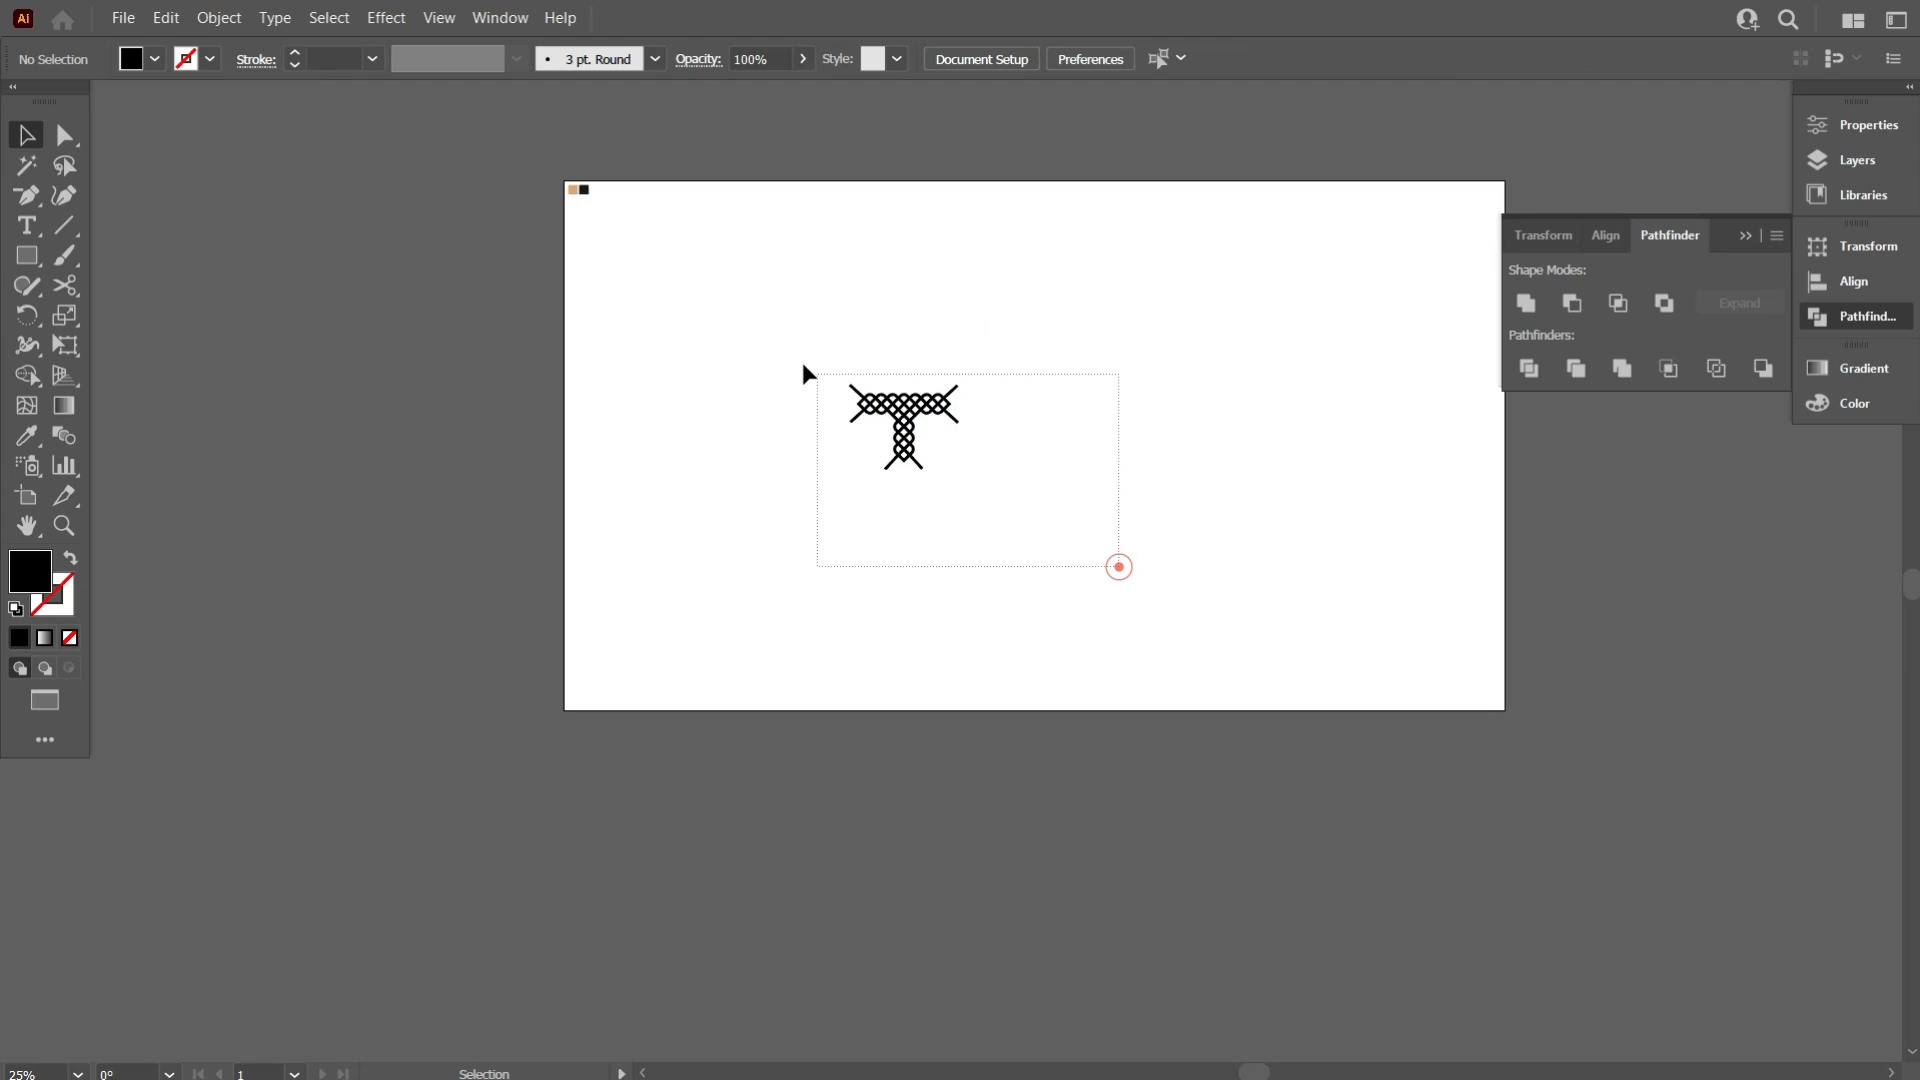 Ai File Edit Object Type Select Effect View Window Help
No Selection Stroke: 3 pt. Round Opacity: 100% Style: Document Setup Preferences
Properties
Layers
Libraries
Transform Align Pathfinder
Transform
Shape Modes:
Align
Expand
Pathfind...
Pathfinders:
Gradient
Color
25% 0° 1 Selection